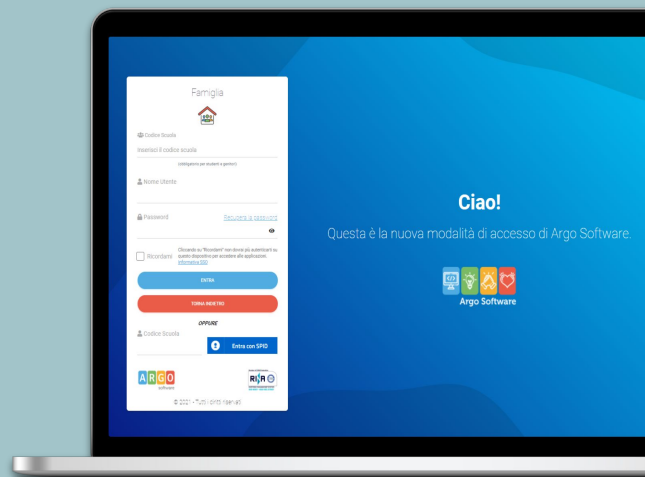 Famiglia
Codice Scuola
Inserisci il codice scuola
(obbligatorio per studenti e genitori)
Nome Utente
Password
Recupera la password
Ricordami
Cliccando su "Ricordami" non dovrai più autenticarti su
questo dispositivo per accedere alle applicazioni.
Informativa SSO
ENTRA
TORNA INDIETRO
OPPURE
Codice Scuola
Entra con SPID
ARGO
software
RINA
© 2021 - Tutti i diritti riservati
Ciao!
Questa è la nuova modalità di accesso di Argo Software.
Argo Software